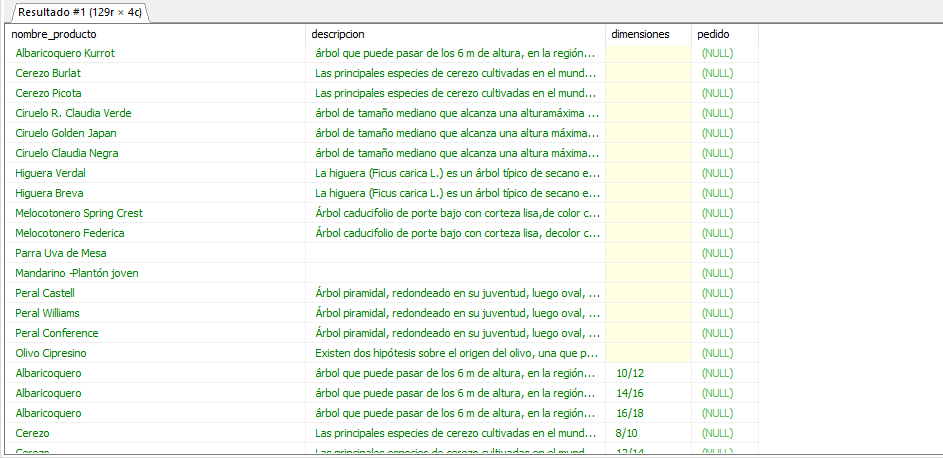 Resultado #1 (129r × 4c)
nombre_producto descripcion dimensiones pedido
Albaricoquero Kurrot árbol que puede pasar de los 6 m de altura, en la región... (NULL)
Cerezo Burlat Las principales especies de cerezo cultivadas en el mund... (NULL)
Cerezo Picota Las principales especies de cerezo cultivadas en el mund... (NULL)
Ciruelo R. Claudia Verde árbol de tamaño mediano que alcanza una alturamáxima ... (NULL)
Ciruelo Golden Japan árbol de tamaño mediano que alcanza una altura máxima... (NULL)
Ciruelo Claudia Negra árbol de tamaño mediano que alcanza una altura máxima... (NULL)
Higuera Verdal La higuera (Ficus carica L.) es un árbol típico de secano e... (NULL)
Higuera Breva La higuera (Ficus carica L.) es un árbol típico de secano e... (NULL)
Melocotonero Spring Crest Árbol caducifolio de porte bajo con corteza lisa,de color c... (NULL)
Melocotonero Federica Árbol caducifolio de porte bajo con corteza lisa, decolor c... (NULL)
Parra Uva de Mesa (NULL)
Mandarino -Plantón joven (NULL)
Peral Castell Árbol piramidal, redondeado en su juventud, luego oval, ... (NULL)
Peral Williams Árbol piramidal, redondeado en su juventud, luego oval, ... (NULL)
Peral Conference Árbol piramidal, redondeado en su juventud, luego oval, ... (NULL)
Olivo Cipresino Existen dos hipótesis sobre el origen del olivo, una que p... (NULL)
Albaricoquero árbol que puede pasar de los 6 m de altura, en la región... 10/12 (NULL)
Albaricoquero árbol que puede pasar de los 6 m de altura, en la región... 14/16 (NULL)
Albaricoquero árbol que puede pasar de los 6 m de altura, en la región... 16/18 (NULL)
Cerezo Las principales especies de cerezo cultivadas en el mund... 8/10 (NULL)
Cerezo Las principales especies de cerezo cultivadas en el mund... 12/14 (NULL)